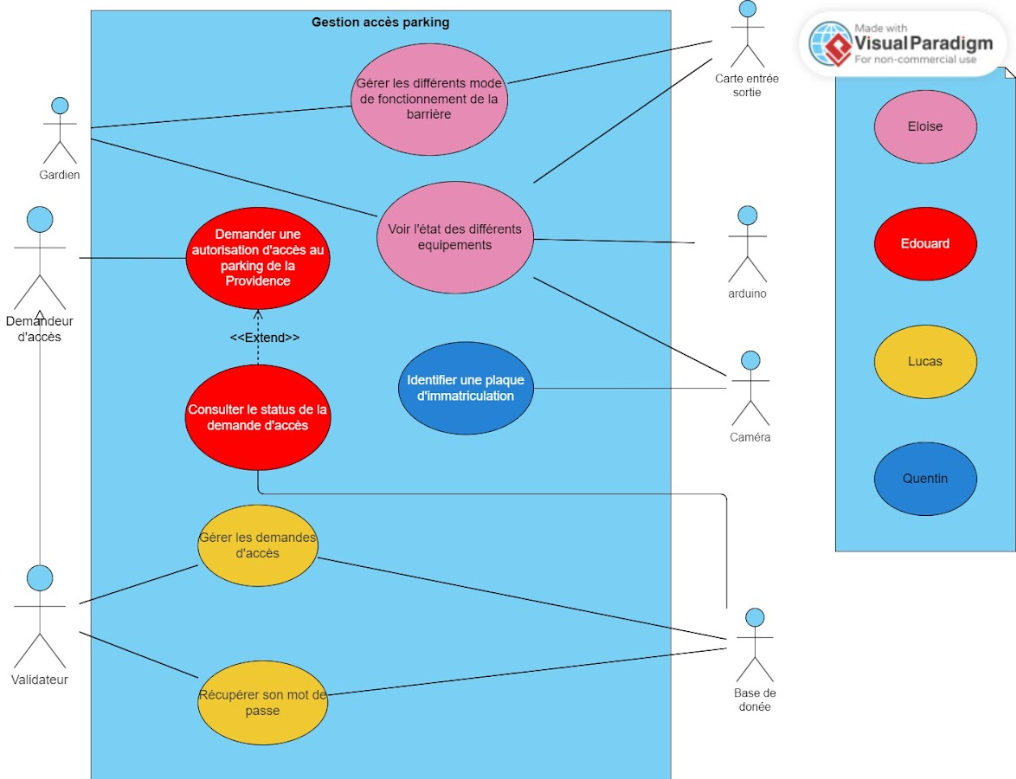 Gestion accès parking
Made with
Visual Paradigm
For non-commercial use
Gérer les différents mode
de fonctionnement de la
barrière
Carte entrée
sortie
Eloise
Gardien
Demander une
autorisation d'accès au
parking de la
Providence
Voir l'état des différents
equipements
Edouard
arduino
Demandeur
d'accès
<<Extend>>
Lucas
Identifier une plaque
d'immatriculation
Consulter le status de la
demande d'accès
Caméra
Quentin
Gérer les demandes
d'accès
Validateur
Récupérer son mot de
passe
Base de
donée